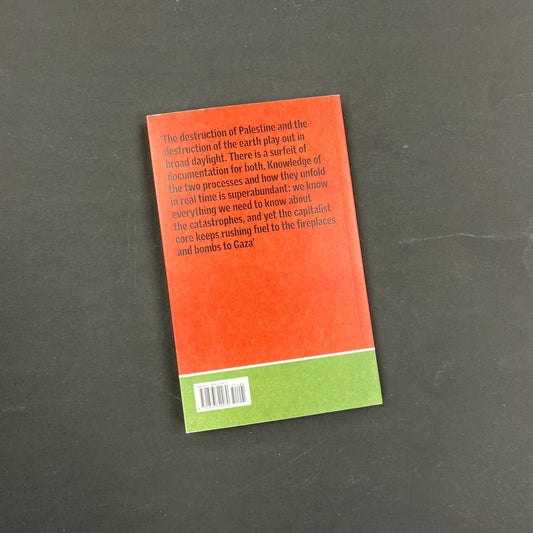 'The destruction of Palestine and the
destruction of the earth play out in
broad daylight. There is a surfeit of
documentation for both. Knowledge of
the two processes and how they unfold
in real time is superabundant: we know
everything we need to know about
the catastrophes, and yet the capitalist
core keeps rushing fuel to the fireplaces
and bombs to Gaza'